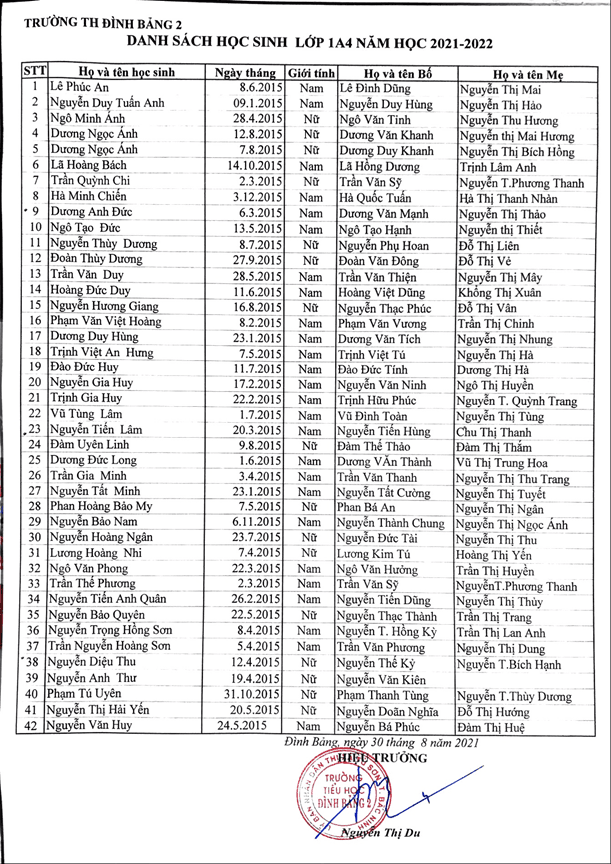 TRƯỜNG TH ĐÌNH BẢNG 2
DANH SÁCH HỌC SINH LỚP 1A4 NĂM HỌC 2021-2022
STT Họ và tên học sinh Ngày tháng Giới tính Họ và tên Bố Họ và tên Mẹ
1 Lê Phúc An 8.6.2015 Nam Lê Đình Dũng Nguyễn Thị Mai
2 Nguyễn Duy Tuấn Anh 09.1.2015 Nam Nguyễn Duy Hùng Nguyễn Thị Hảo
3 Ngô Minh Ánh 28.4.2015 Nữ Ngô Văn Tỉnh Nguyễn Thu Hương
4 Dương Ngọc Ánh 12.8.2015 Nữ Dương Văn Khanh Nguyễn thị Mai Hượng
5 Dương Ngọc Ánh 7.8.2015 Nữ Dương Duy Khanh Nguyễn Thị Bích Hồng
6 Lã Hoàng Bách 14.10.2015 Nam Lã Hồng Dương Trịnh Lâm Anh
7 Trần Quỳnh Chi 2.3.2015 Nữ Trần Văn Sỹ Nguyễn T.Phương Thanh
8 Hà Minh Chiến 3.12.2015 Nam Hà Quốc Tuấn Hà Thị Thanh Nhàn
9 Dương Anh Đức 6.3.2015 Nam Dương Văn Mạnh Nguyễn Thị Thảo
10 Ngô Tạo Đức 13.5.2015 Nam Ngô Tạo Hạnh Nguyễn thị Thiết
11 Nguyễn Thùy Dương 8.7.2015 Nữ Nguyễn Phụ Hoan Đỗ Thị Liên
12 Đoàn Thùy Dương 27.9.2015 Nữ Đoàn Văn Đông Đỗ Thị Vẻ
13 Trần Văn Duy 28.5.2015 Nam Trần Văn Thiện Nguyễn Thị Mây
14 Hoàng Đức Duy 11.6.2015 Nam Hoàng Việt Dũng Khổng Thị Xuân
15 Nguyễn Hương Giang 16.8.2015 Nữ Nguyễn Thạc Phúc Đỗ Thị Vân
16 Phạm Văn Việt Hoàng 8.2.2015 Nam Phạm Văn Vương Trần Thị Chinh
17 Dương Duy Hùng 23.1.2015 Nam Dương Văn Tích Nguyễn Thị Nhung
18 Trịnh Việt An Hưng 7.5.2015 Nam Trịnh Việt Tú Nguyễn Thị Hà
19 Đào Đức Huy 11.7.2015 Nam Đào Đức Tính Dương Thị Hà
20 Nguyễn Gia Huy 17.2.2015 Nam Nguyễn Văn Ninh Ngô Thị Huyền
21 Trịnh Gia Huy 22.2.2015 Nam Trịnh Hữu Phúc Nguyễn T. Quỳnh Trang
22 Vũ Tùng Lâm 1.7.2015 Nam Vũ Đình Toàn Nguyễn Thị Tùng
23 Nguyễn Tiến Lâm 20.3.2015 Nam Nguyễn Tiến Hùng Chu Thị Thanh
24 Đàm Uyên Linh 9.8.2015 Nữ Đàm Thế Thảo Đàm Thị Thắm
25 Dương Đức Long 1.6.2015 Nam Dương VĂn Thành Vũ Thị Trung Hoa
26 Trần Gia Minh 3.4.2015 Nam Trần Văn Thanh Nguyễn Thị Thu Trang
27 Nguyễn Tất Minh 23.1.2015 Nam Nguyễn Tất Cường Nguyễn Thị Tuyết
28 Phan Hoàng Bảo My 7.5.2015 Nữ Phan Bá An Nguyễn Thị Ngân
29 Nguyễn Bảo Nam 6.11.2015 Nam Nguyễn Thành Chung Nguyễn Thị Ngọc Ánh
30 Nguyễn Hoàng Ngân 23.7.2015 Nữ Nguyễn Đức Tài Nguyễn Thị Thu
31 Lương Hoàng Nhi 7.4.2015 Nữ Lương Kim Tú Hoàng Thị Yến
32 Ngô Văn Phong 22.3.2015 Nam Ngô Văn Hưởng Trần Thị Huyền
33 Trần Thế Phương 2.3.2015 Nam Trần Văn Sỹ NguyễnT.Phương Thanh
34 Nguyễn Tiến Anh Quân 26.2.2015 Nam Nguyễn Tiến Dũng Nguyễn Thị Thủy
35 Nguyễn Bảo Quyên 22.5.2015 Nữ Nguyễn Thạc Thành Trần Thị Trang
36 Nguyễn Trọng Hồng Sơn 8.4.2015 Nam Nguyễn T. Hồng Kỳ Trần Thị Lan Anh
37 Trần Nguyễn Hoàng Sơn 5.4.2015 Nam Trần Văn Phương Nguyễn Thị Dung
38 Nguyễn Diệu Thu 12.4.2015 Nữ Nguyễn Thế Kỷ Nguyễn T.Bích Hạnh
39 Nguyễn Anh Thư 19.4.2015 Nữ Nguyễn Văn Kiên
40 Phạm Tú Uyên 31.10.2015 Nữ Phạm Thanh Tùng Nguyễn T.Thùy Dương
41 Nguyễn Thị Hải Yến 20.5.2015 Nữ Nguyễn Doãn Nghĩa Đỗ Thị Hường
42 Nguyễn Văn Huy 24.5.2015 Nam Nguyễn Bá Phúc Đàm Thị Huệ
Đình Bảng, ngày 30 tháng 8 năm 2021
HIỆU TRƯỞNG
TRƯỜNG
TIỂU HỌC
ĐÌNH BẢNG 2
Nguyễn Thị Du